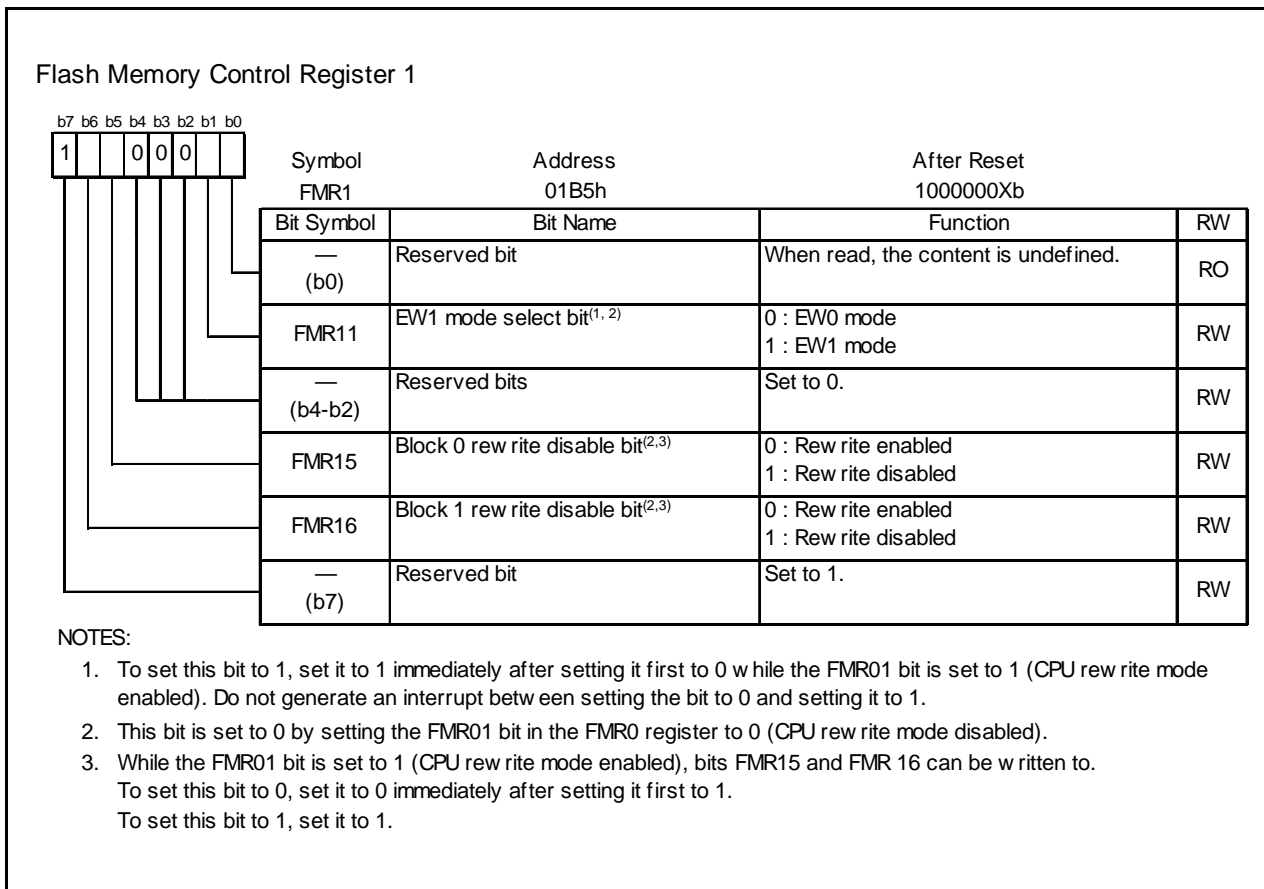 Flash Memory Control Register 1
b7 b6 b5 b4 b3 b2 b1 b0
1 0 0 0
Symbol Address After Reset
FMR1 01B5h 1000000Xb
Bit Symbol Bit Name Function RW
— (b0) Reserved bit When read, the content is undefined. RO
FMR11 EW1 mode select bit(1, 2) 0 : EW0 mode
1 : EW1 mode RW
— (b4-b2) Reserved bits Set to 0. RW
FMR15 Block 0 rew rite disable bit(2,3) 0 : Rew rite enabled
1 : Rew rite disabled RW
FMR16 Block 1 rew rite disable bit(2,3) 0 : Rew rite enabled
1 : Rew rite disabled RW
— (b7) Reserved bit Set to 1. RW
NOTES:
1. To set this bit to 1, set it to 1 immediately after setting it first to 0 w hile the FMR01 bit is set to 1 (CPU rew rite mode
enabled). Do not generate an interrupt betw een setting the bit to 0 and setting it to 1.
2. This bit is set to 0 by setting the FMR01 bit in the FMR0 register to 0 (CPU rew rite mode disabled).
3. While the FMR01 bit is set to 1 (CPU rew rite mode enabled), bits FMR15 and FMR 16 can be w ritten to.
To set this bit to 0, set it to 0 immediately after setting it first to 1.
To set this bit to 1, set it to 1.